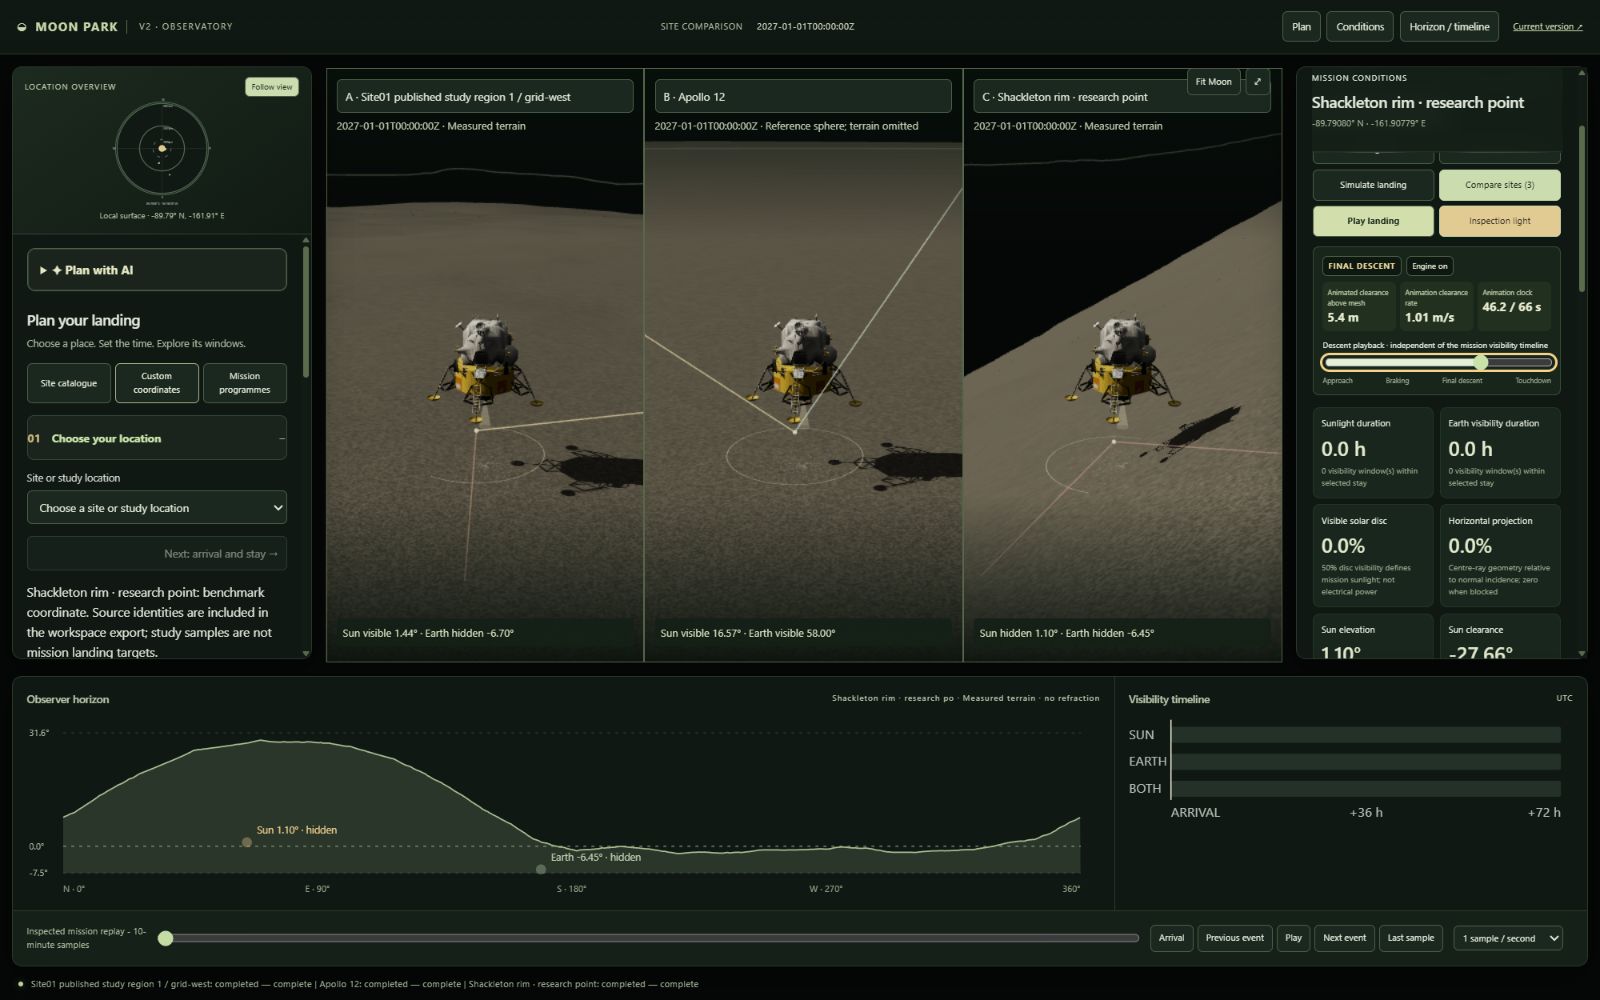 MOON PARK
V2 · OBSERVATORY
SITE COMPARISON 2027-01-01T00:00:00Z
Plan
Conditions
Horizon / timeline
Current version ↗
LOCATION OVERVIEW
Follow view
Local surface · -89.79° N, -161.91° E
▶ ✦ Plan with AI
Plan your landing
Choose a place. Set the time. Explore its windows.
Site catalogue
Custom
coordinates
Mission
programmes
01 Choose your location –
Site or study location
Choose a site or study location
Next: arrival and stay →
Shackleton rim · research point: benchmark
coordinate. Source identities are included in
the workspace export; study samples are not
mission landing targets.
A · Site01 published study region 1 / grid-west
2027-01-01T00:00:00Z · Measured terrain
Sun visible 1.44° · Earth hidden -6.70°
B · Apollo 12
2027-01-01T00:00:00Z · Reference sphere; terrain omitted
Sun visible 16.57° · Earth visible 58.00°
Fit Moon
⤢
C · Shackleton rim · research point
2027-01-01T00:00:00Z · Measured terrain
Sun hidden 1.10° · Earth hidden -6.45°
MISSION CONDITIONS
Shackleton rim · research point
-89.79080° N · -161.90779° E
Simulate landing
Compare sites (3)
Play landing
Inspection light
FINAL DESCENT
Engine on
Animated clearance
above mesh
5.4 m
Animation clearance
rate
1.01 m/s
Animation clock
46.2 / 66 s
Descent playback · independent of the mission visibility timeline
Approach Braking Final descent Touchdown
Sunlight duration
0.0 h
0 visibility window(s) within
selected stay
Earth visibility duration
0.0 h
0 visibility window(s) within
selected stay
Visible solar disc
0.0%
50% disc visibility defines
mission sunlight; not
electrical power
Horizontal projection
0.0%
Centre-ray geometry relative
to normal incidence; zero
when blocked
Sun elevation
1.10°
Sun clearance
-27.66°
Observer horizon
Shackleton rim · research po · Measured terrain · no refraction
31.6°
0.0°
-7.5°
Sun 1.10° · hidden
Earth -6.45° · hidden
N · 0° E · 90° S · 180° W · 270° 360°
Visibility timeline
UTC
SUN
EARTH
BOTH
ARRIVAL +36 h +72 h
Inspected mission replay - 10-
minute samples
Arrival
Previous event
Play
Next event
Last sample
1 sample / second
Site01 published study region 1 / grid-west: completed — complete | Apollo 12: completed — complete | Shackleton rim · research point: completed — complete